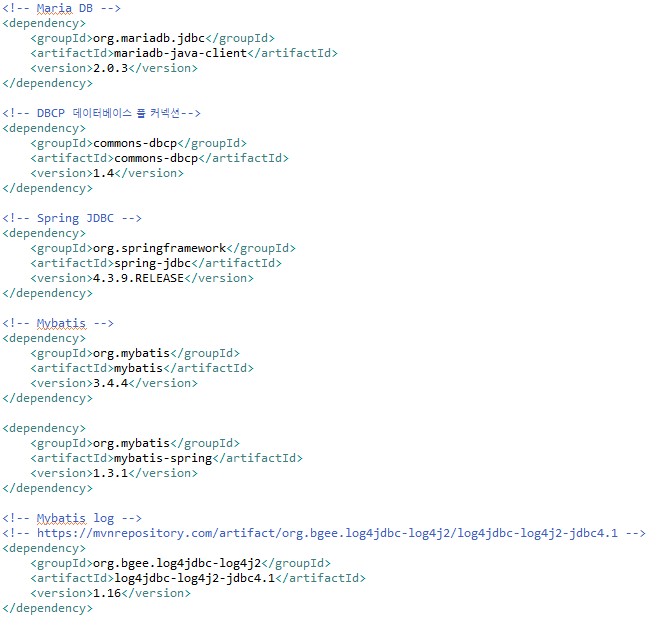 <!-- Maria DB -->
<dependency>
    <groupId>org.mariadb.jdbc</groupId>
    <artifactId>mariadb-java-client</artifactId>
    <version>2.0.3</version>
</dependency>

<!-- DBCP 데이터베이스 풀 커넥션-->
<dependency>
    <groupId>commons-dbcp</groupId>
    <artifactId>commons-dbcp</artifactId>
    <version>1.4</version>
</dependency>

<!-- Spring JDBC -->
<dependency>
    <groupId>org.springframework</groupId>
    <artifactId>spring-jdbc</artifactId>
    <version>4.3.9.RELEASE</version>
</dependency>

<!-- Mybatis -->
<dependency>
    <groupId>org.mybatis</groupId>
    <artifactId>mybatis</artifactId>
    <version>3.4.4</version>
</dependency>

<dependency>
    <groupId>org.mybatis</groupId>
    <artifactId>mybatis-spring</artifactId>
    <version>1.3.1</version>
</dependency>

<!-- Mybatis log -->
<!-- https://mvnrepository.com/artifact/org.bgee.log4jdbc-log4j2/log4jdbc-log4j2-jdbc4.1 -->
<dependency>
    <groupId>org.bgee.log4jdbc-log4j2</groupId>
    <artifactId>log4jdbc-log4j2-jdbc4.1</artifactId>
    <version>1.16</version>
</dependency>